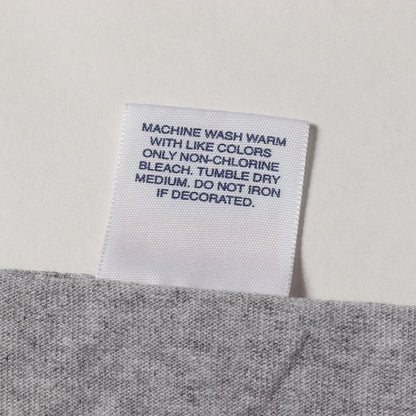 MACHINE WASH WARM
WITH LIKE COLORS
ONLY NON-CHLORINE
BLEACH. TUMBLE DRY
MEDIUM. DO NOT IRON
IF DECORATED.